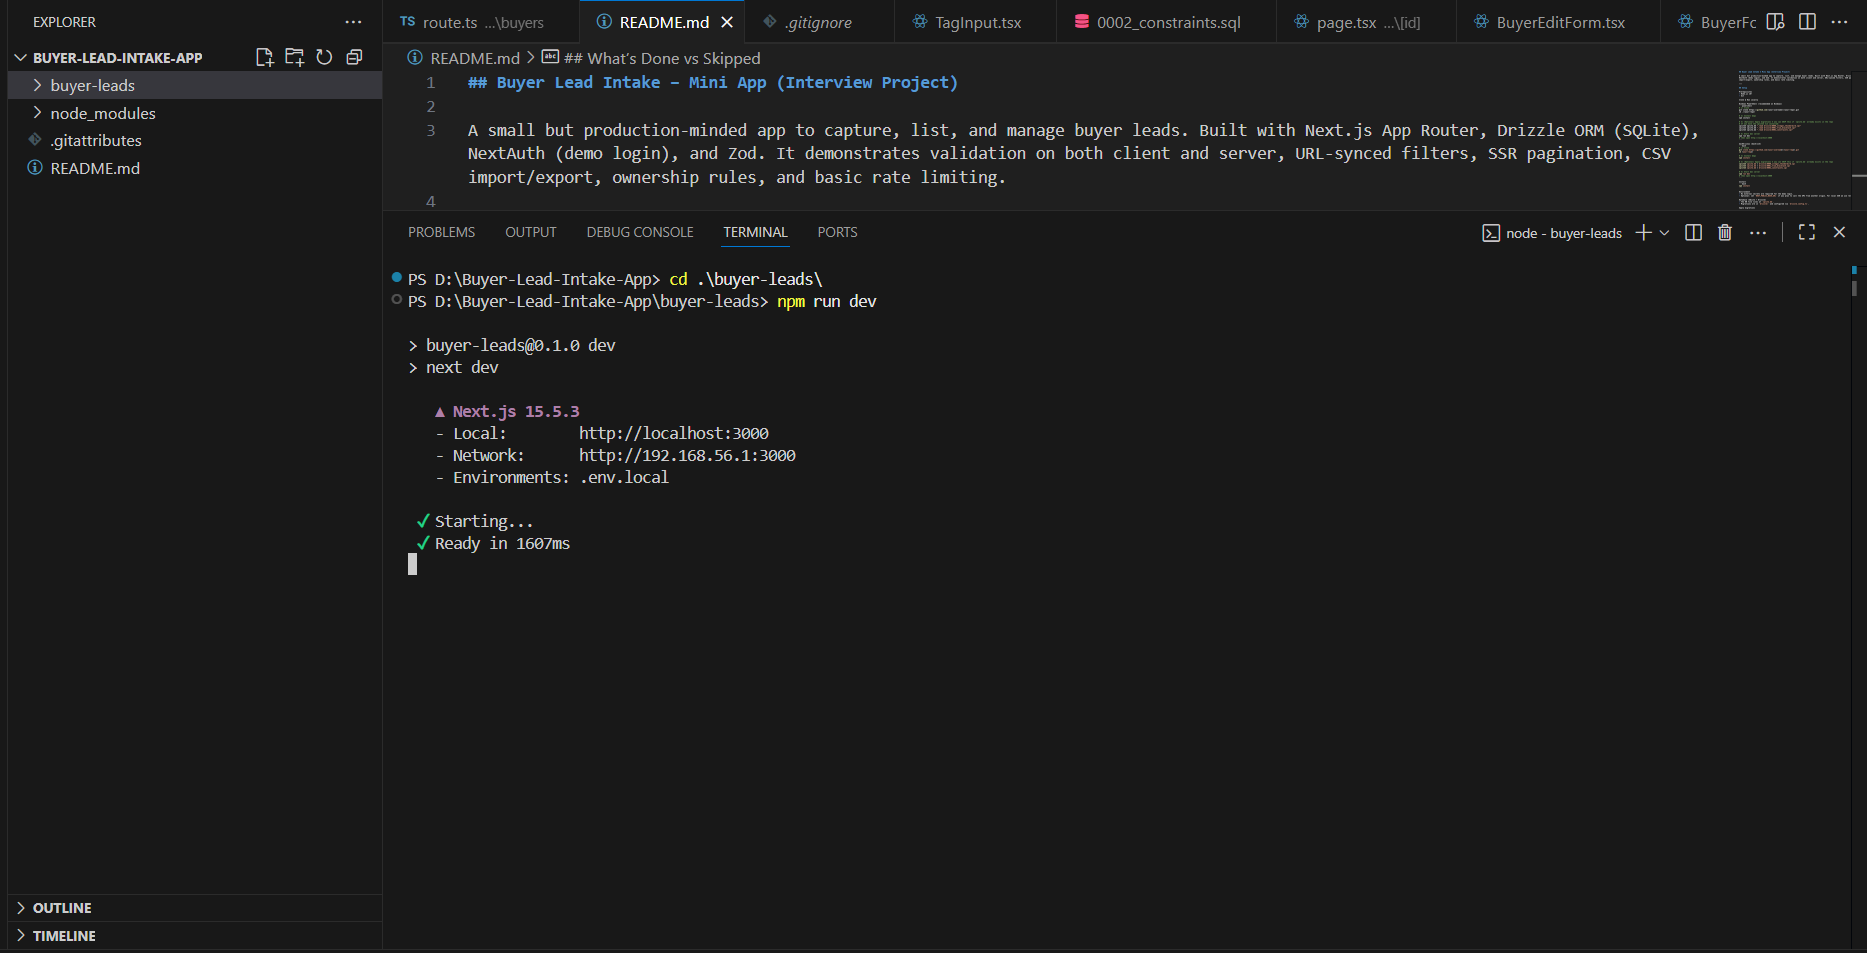 EXPLORER
BUYER-LEAD-INTAKE-APP
buyer-leads
node_modules
.gitattributes
README.md
OUTLINE
TIMELINE
TS route.ts ...\buyers
README.md
.gitignore
TagInput.tsx
0002_constraints.sql
page.tsx ...\[id]
BuyerEditForm.tsx
BuyerFc
README.md > abc ## What's Done vs Skipped
1 ## Buyer Lead Intake – Mini App (Interview Project)
2
3 A small but production-minded app to capture, list, and manage buyer leads. Built with Next.js App Router, Drizzle ORM (SQLite),
NextAuth (demo login), and Zod. It demonstrates validation on both client and server, URL-synced filters, SSR pagination, CSV
import/export, ownership rules, and basic rate limiting.
4
PROBLEMS OUTPUT DEBUG CONSOLE TERMINAL PORTS
node - buyer-leads
PS D:\Buyer-Lead-Intake-App> cd .\buyer-leads\
PS D:\Buyer-Lead-Intake-App\buyer-leads> npm run dev
> buyer-leads@0.1.0 dev
> next dev
▲ Next.js 15.5.3
- Local: http://localhost:3000
- Network: http://192.168.56.1:3000
- Environments: .env.local
✓ Starting...
✓ Ready in 1607ms